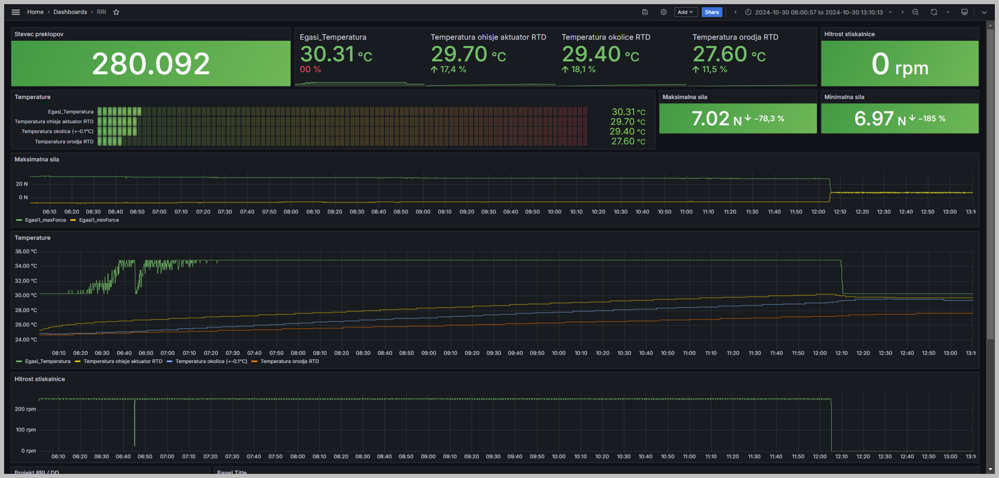 Home › Dashboards › RRI
Add
Share
2024-10-30 06:00:57 to 2024-10-30 13:10:13
Stevec preklopov
280.092
Egasi_Temperatura
30.31 °C
00 %
Temperatura ohisje aktuator RTD
29.70 °C
17,4 %
Temperatura okolice RTD
29.40 °C
18,1 %
Temperatura orodja RTD
27.60 °C
11,5 %
Hitrost stiskalnice
0 rpm
Temperature
Egasi_Temperatura 30.31 °C
Temperatura ohisje aktuator RTD 29.70 °C
Temperatura okolice (+-0.1°C) 29.40 °C
Temperatura orodja RTD 27.60 °C
Maksimalna sila
7.02 N −78,3 %
Minimalna sila
6.97 N −185 %
Maksimalna sila
20 N
0 N
06:10 06:20 06:30 06:40 06:50 07:00 07:10 07:20 07:30 07:40 07:50 08:00 08:10 08:20 08:30 08:40 08:50 09:00 09:10 09:20 09:30 09:40 09:50 10:00 10:10 10:20 10:30 10:40 10:50 11:00 11:10 11:20 11:30 11:40 11:50 12:00 12:10 12:20 12:30 12:40 12:50 13:00 13:1
Egasi1_maxForce Egasi1_minForce
Temperature
36.00 °C
34.00 °C
32.00 °C
30.00 °C
28.00 °C
26.00 °C
24.00 °C
06:10 06:20 06:30 06:40 06:50 07:00 07:10 07:20 07:30 07:40 07:50 08:00 08:10 08:20 08:30 08:40 08:50 09:00 09:10 09:20 09:30 09:40 09:50 10:00 10:10 10:20 10:30 10:40 10:50 11:00 11:10 11:20 11:30 11:40 11:50 12:00 12:10 12:20 12:30 12:40 12:50 13:00 13:1
Egasi_Temperatura Temperatura ohisje aktuator RTD Temperatura okolice (+-0.1°C) Temperatura orodja RTD
Hitrost stiskalnice
200 rpm
100 rpm
0 rpm
06:10 06:20 06:30 06:40 06:50 07:00 07:10 07:20 07:30 07:40 07:50 08:00 08:10 08:20 08:30 08:40 08:50 09:00 09:10 09:20 09:30 09:40 09:50 10:00 10:10 10:20 10:30 10:40 10:50 11:00 11:10 11:20 11:30 11:40 11:50 12:00 12:10 12:20 12:30 12:40 12:50 13:00 13:1
Projekt RRI / DD
Panel Title